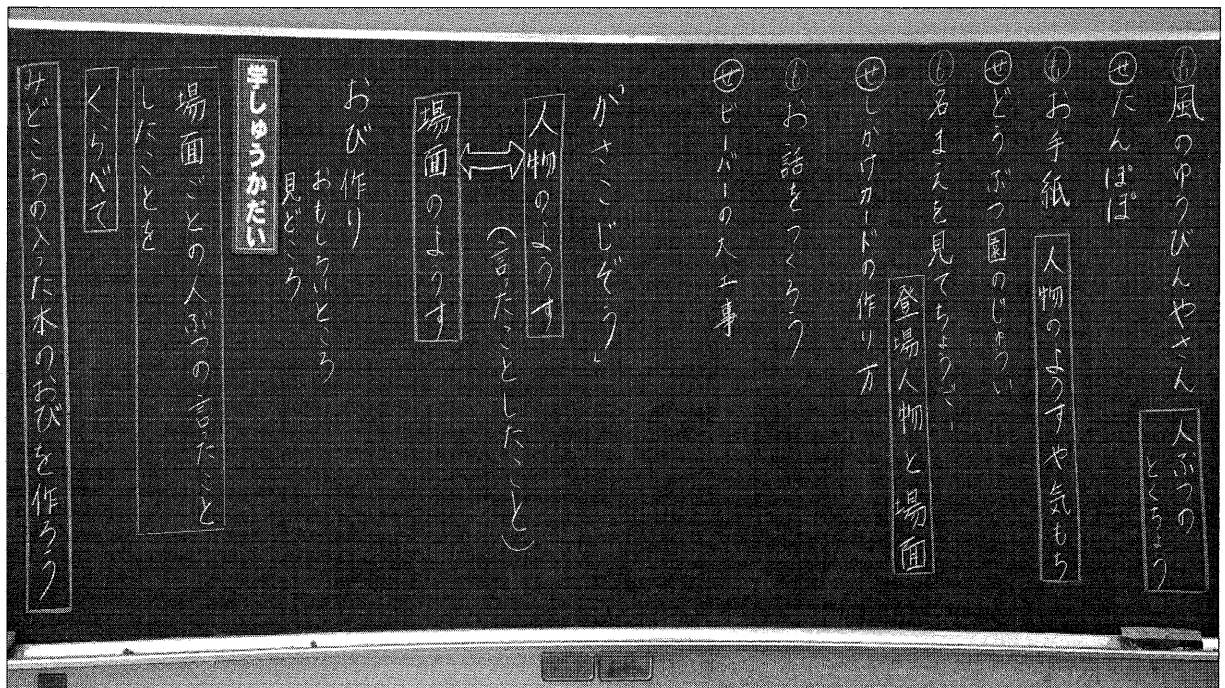 も 風のゆうびんやさん
人ぶつの
とくちょう
せ たんぽぽ
も お手紙
人物のようすや気もち
せ どうぶつ園のじゅうい
も 名まえを見てちょうだい
登場人物と場面
せ しかけカードの作り方
も お話をつくろう
せ ビーバーの大工事
かさこじぞう」
人物のようす
(言ったこととしたこと)
場面のようす
おび作り
おもしろいところ
見どころ
学しゅうかだい
場面ごとの人ぶつの言ったこと
したことを
くらべて
みどころの入った本のおびを作ろう